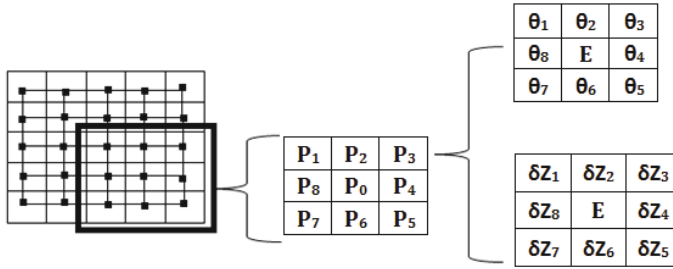 θ₁ θ₂ θ₃
θ₈ E θ₄
θ₇ θ₆ θ₅
P₁ P₂ P₃
P₈ P₀ P₄
P₇ P₆ P₅
δZ₁ δZ₂ δZ₃
δZ₈ E δZ₄
δZ₇ δZ₆ δZ₅